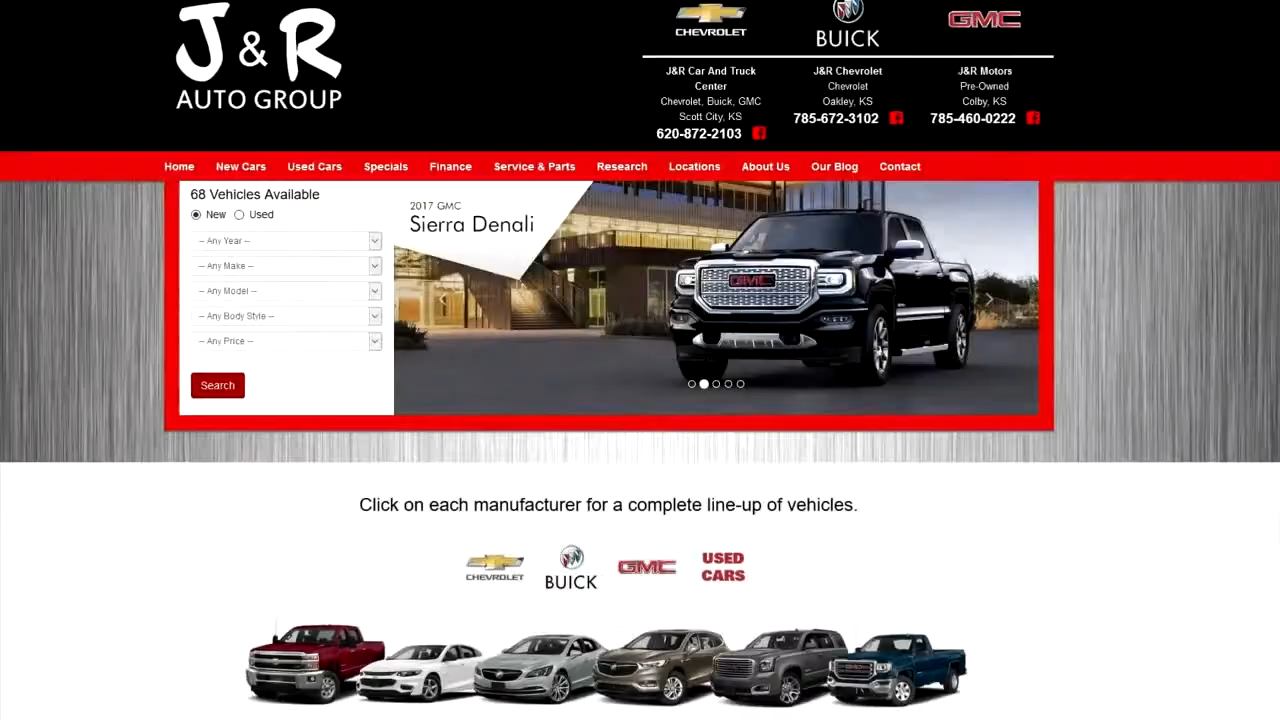 J & R
AUTO GROUP
CHEVROLET
BUICK
GMC
J&R Car And Truck
Center
Chevrolet, Buick, GMC
Scott City, KS
620-872-2103
J&R Chevrolet
Chevrolet
Oakley, KS
785-672-3102
J&R Motors
Pre-Owned
Colby, KS
785-460-0222
Home New Cars Used Cars Specials Finance Service & Parts Research Locations About Us Our Blog Contact
68 Vehicles Available
New Used
-- Any Year --
-- Any Make --
-- Any Model --
-- Any Body Style --
-- Any Price --
Search
2017 GMC
Sierra Denali
GMC
Click on each manufacturer for a complete line-up of vehicles.
CHEVROLET
BUICK
GMC
USED
CARS